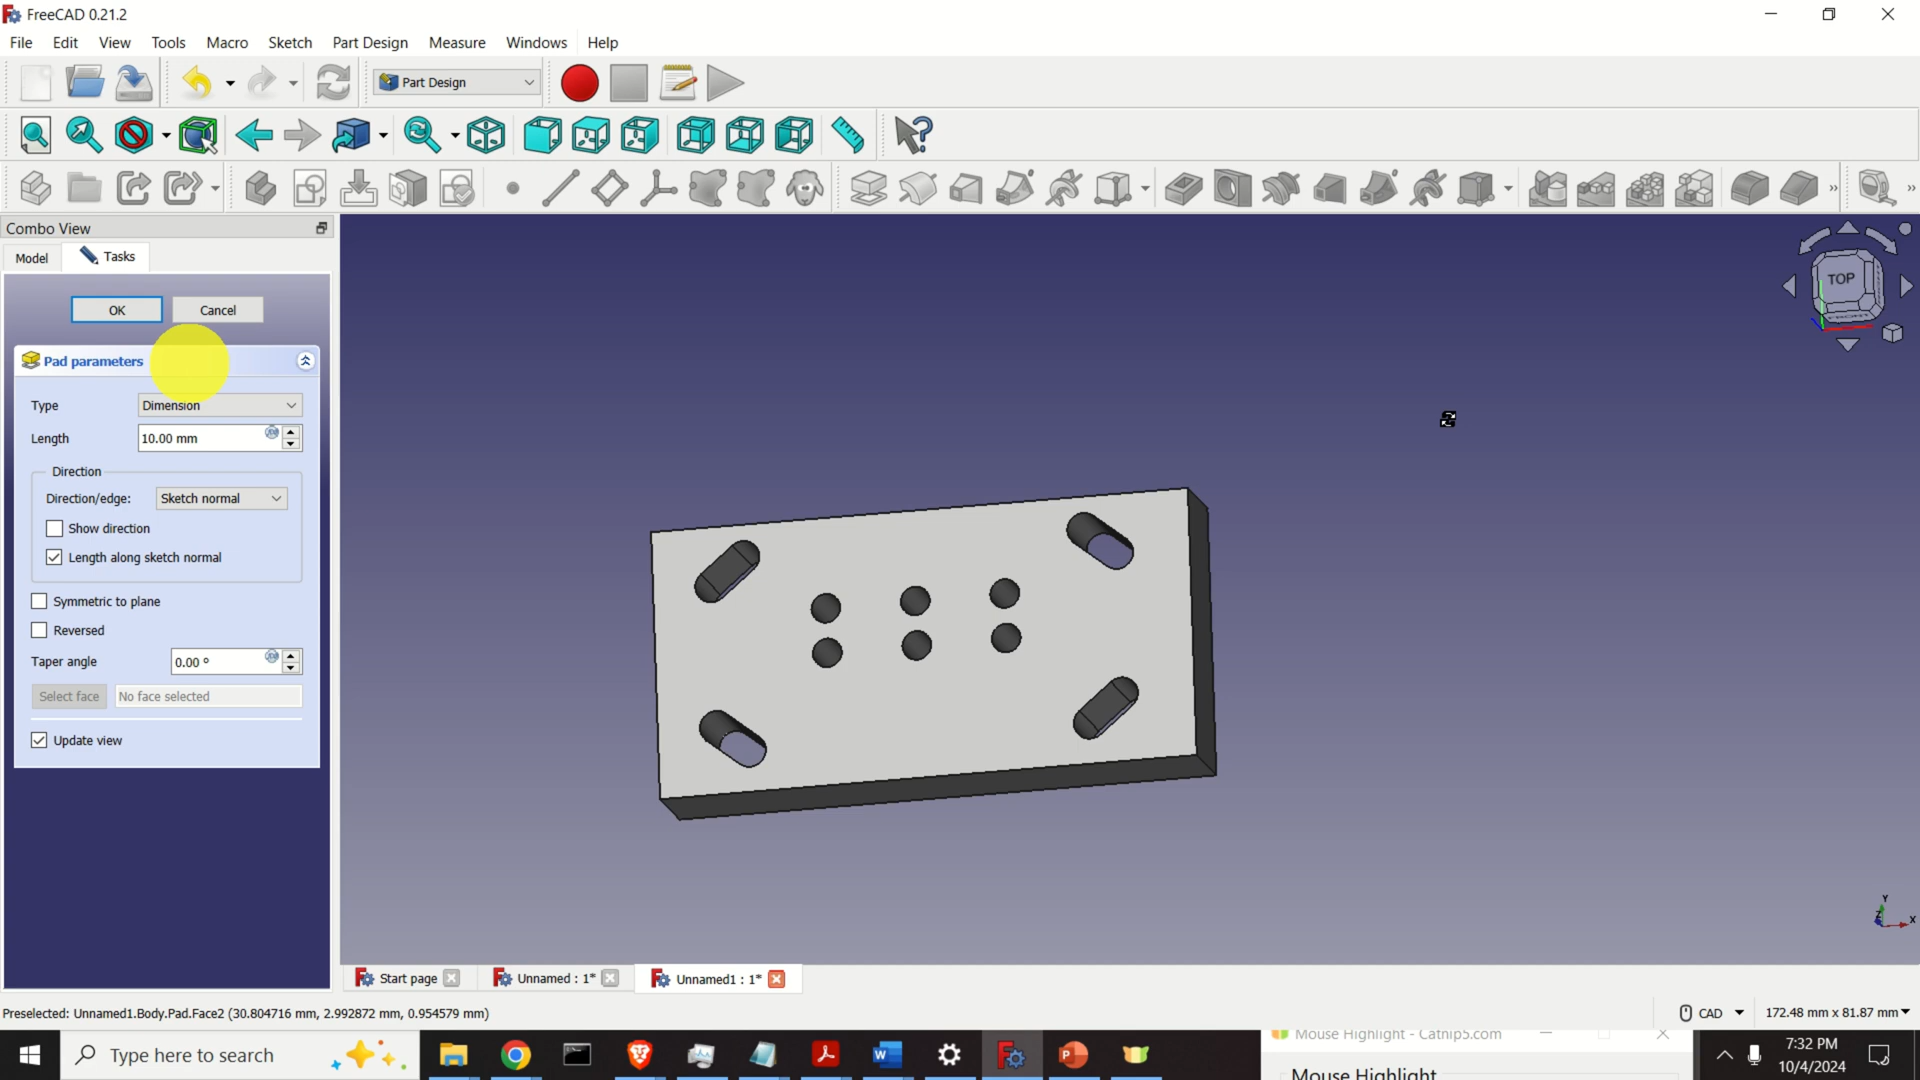 FreeCAD 0.21.2
File Edit View Tools Macro Sketch Part Design Measure Windows Help
Part Design
Combo View
Model Tasks
OK Cancel
Pad parameters
Type Dimension
Length 10.00 mm
Direction
Direction/edge: Sketch normal
Show direction
Length along sketch normal
Symmetric to plane
Reversed
Taper angle 0.00 °
Select face No face selected
Update view
TOP
Y
Z X
Start page Unnamed : 1* Unnamed1 : 1*
Preselected: Unnamed1.Body.Pad.Face2 (30.804716 mm, 2.992872 mm, 0.954579 mm) CAD 172.48 mm x 81.87 mm
Mouse Highlight - Catnip5.com
Type here to search
7:32 PM
10/4/2024
Mouse Highlight